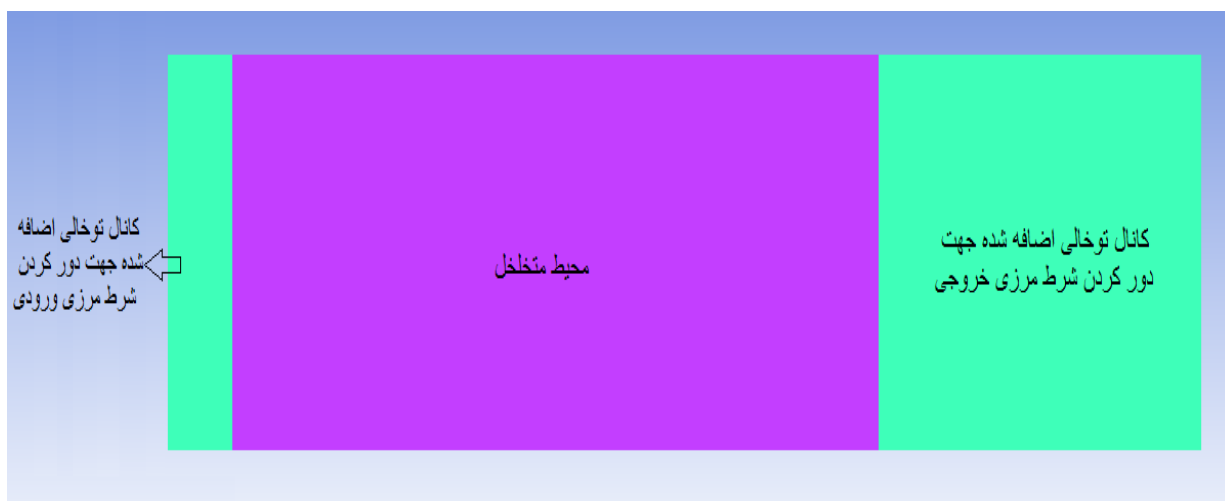 کانال توخالی اضافه
شده جهت دور کردن
شرط مرزی ورودی
محیط متخلخل
کانال توخالی اضافه شده جهت
دور کردن شرط مرزی خروجی